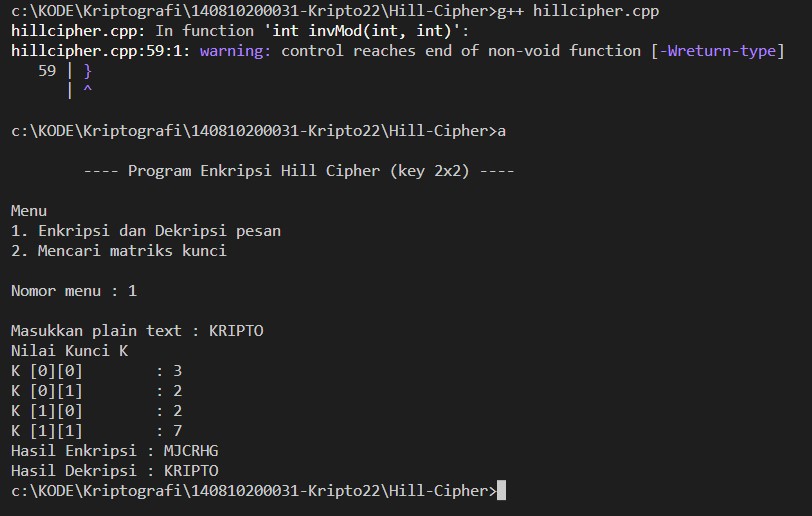 c:\KODE\Kriptografi\140810200031-Kripto22\Hill-Cipher>g++ hillcipher.cpp
hillcipher.cpp: In function 'int invMod(int, int)':
hillcipher.cpp:59:1: warning: control reaches end of non-void function [-Wreturn-type]
   59 | }
      | ^
c:\KODE\Kriptografi\140810200031-Kripto22\Hill-Cipher>a
---- Program Enkripsi Hill Cipher (key 2x2) ----
Menu
1. Enkripsi dan Dekripsi pesan
2. Mencari matriks kunci
Nomor menu : 1
Masukkan plain text : KRIPTO
Nilai Kunci K
K [0][0]        : 3
K [0][1]        : 2
K [1][0]        : 2
K [1][1]        : 7
Hasil Enkripsi : MJCRHG
Hasil Dekripsi : KRIPTO
c:\KODE\Kriptografi\140810200031-Kripto22\Hill-Cipher>